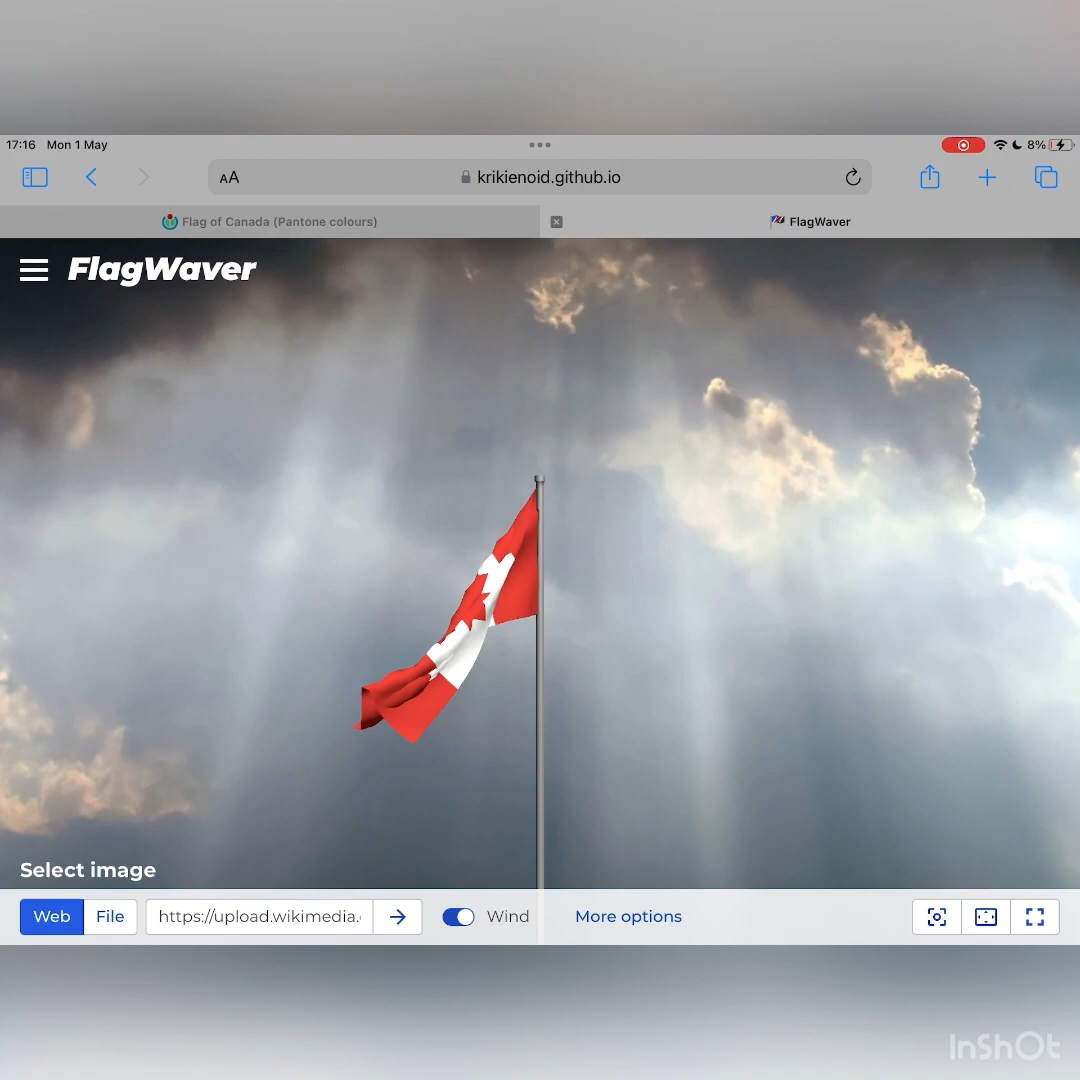 17:16 Mon 1 May
8%
AA
krikienoid.github.io
Flag of Canada (Pantone colours)
FlagWaver
FlagWaver
Select image
Web
File
https://upload.wikimedia.
Wind
More options
InShOt